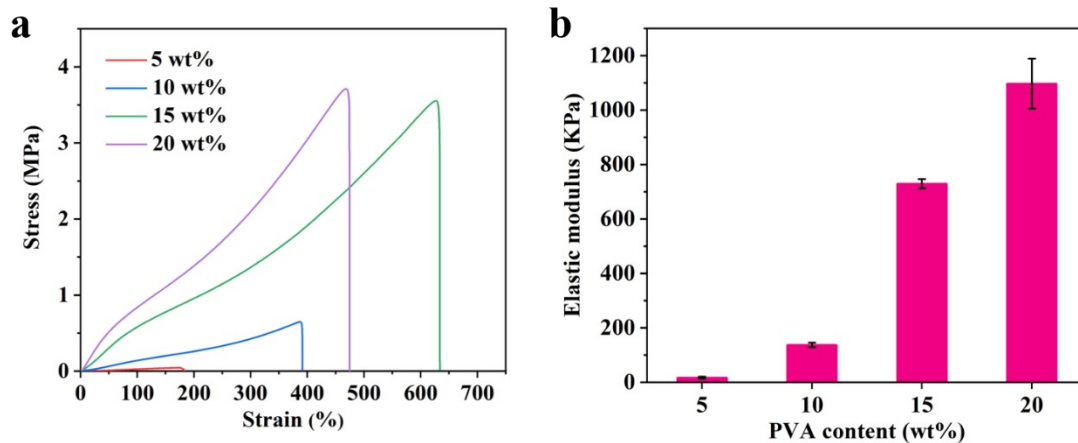 a
Stress (MPa)
4
3
2
1
0
5 wt%
10 wt%
15 wt%
20 wt%
0 100 200 300 400 500 600 700
Strain (%)
b
Elastic modulus (KPa)
1200
1000
800
600
400
200
0
5 10 15 20
PVA content (wt%)